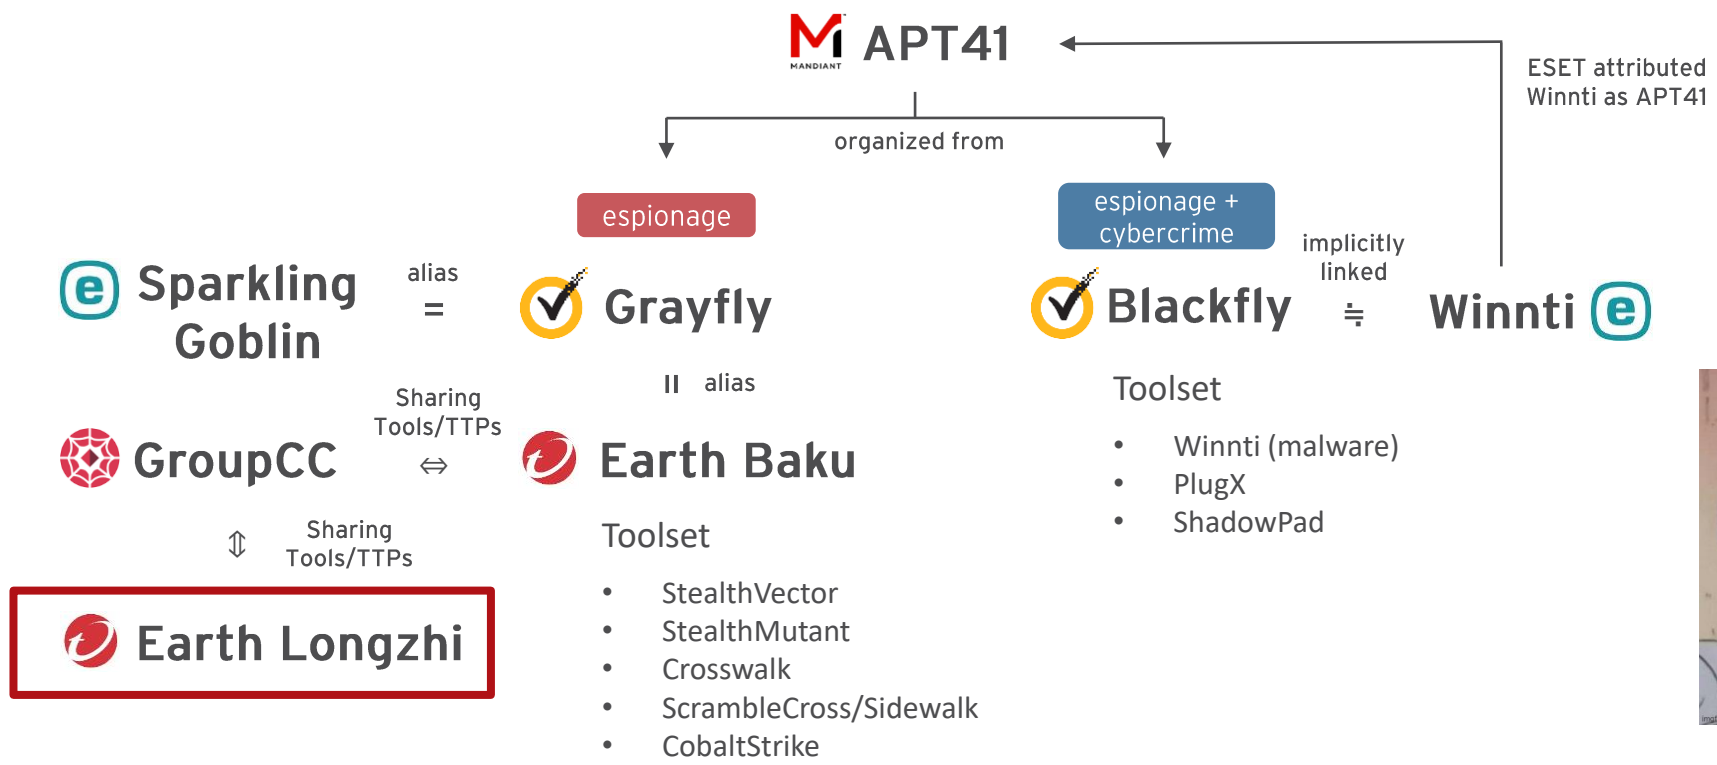 MANDIANT
APT41
ESET attributed
Winnti as APT41
organized from
espionage
espionage +
cybercrime
Sparkling
Goblin
alias
=
Grayfly
Blackfly
implicitly
linked
≒
Winnti
alias
Sharing
Tools/TTPs
GroupCC
⇔
Earth Baku
Sharing
Tools/TTPs
⇕
Earth Longzhi
Toolset
• StealthVector
• StealthMutant
• Crosswalk
• ScrambleCross/Sidewalk
• CobaltStrike
Toolset
• Winnti (malware)
• PlugX
• ShadowPad